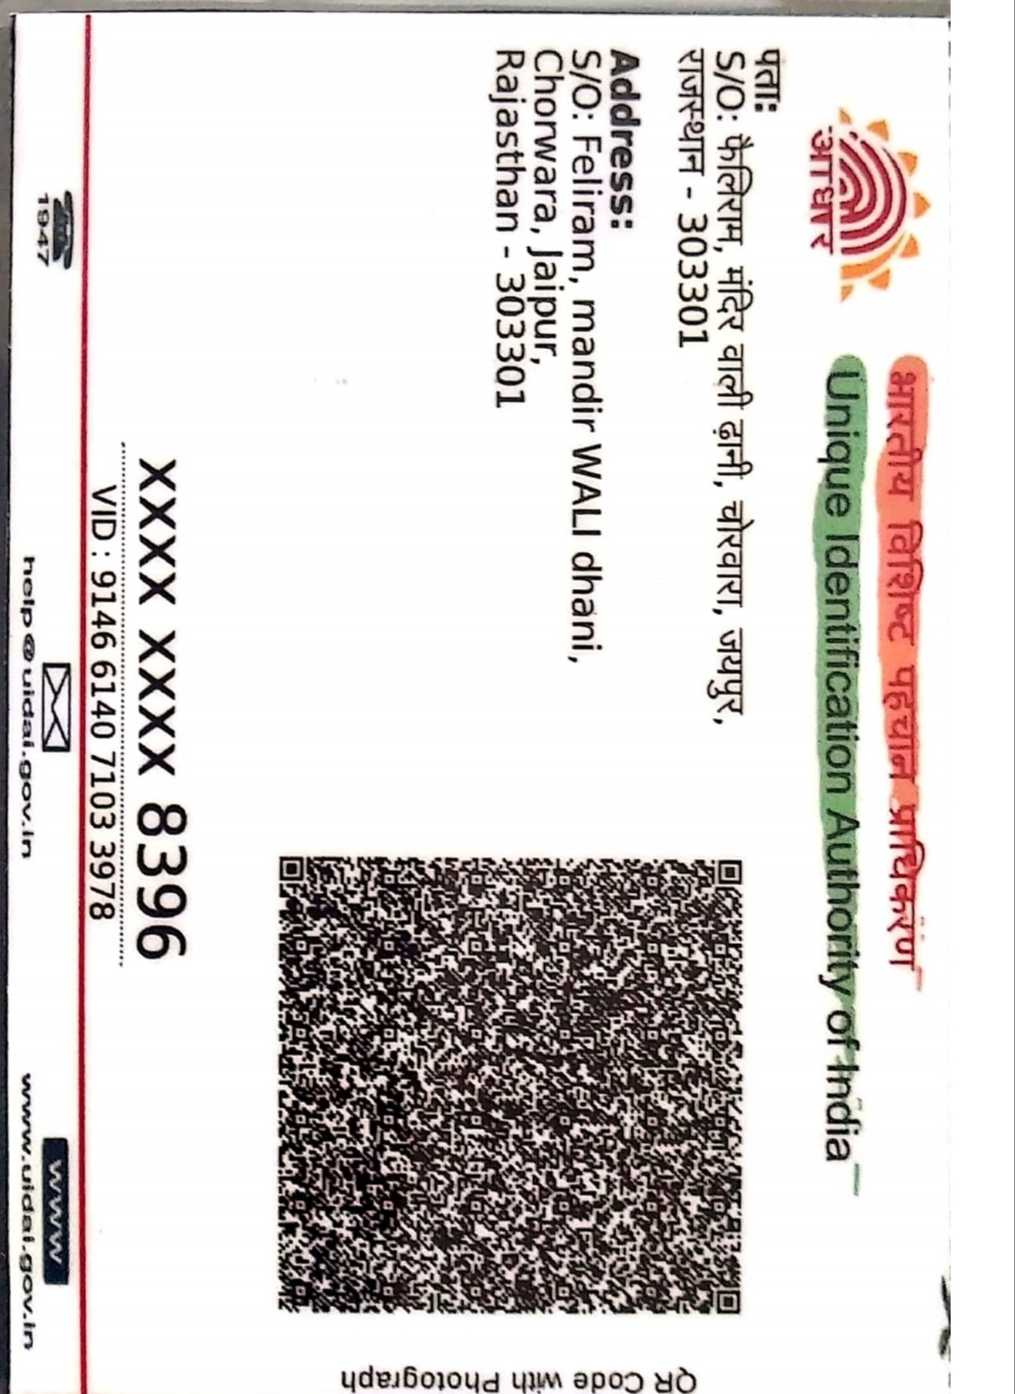 भारतीय विशिष्ट पहचान प्राधिकरण
Unique Identification Authority of India
आधार
पता:
S/O: फैलिराम, मंदिर वाली ढ़ानी, चोरवारा, जयपुर,
राजस्थान - 303301
Address:
S/O: Feliram, mandir WALI dhani,
Chorwara, Jaipur,
Rajasthan - 303301
QR Code with Photograph
XXXX XXXX 8396
VID : 9146 6140 7103 3978
1947
help@uidai.gov.in
www
www.uidai.gov.in